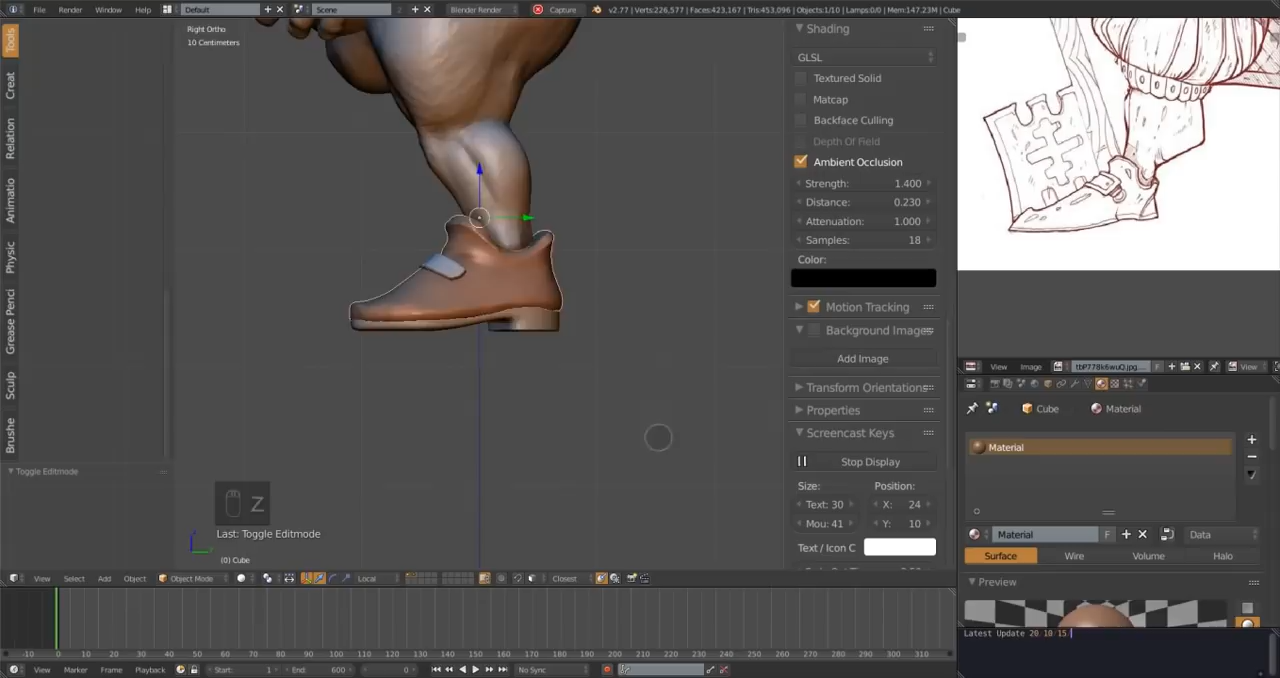 File Render Window Help Default Scene 2 Blender Render Capture v2.77 | Verts:226,577 | Faces:423,167 | Tris:453,096 | Objects:1/10 | Lamps:0/0 | Mem:147.23M | Cube
Right Ortho
10 Centimeters
Tools
Creat
Relation
Animatio
Physic
Grease Penci
Sculp
Brushe
Toggle Editmode
Z
Last: Toggle Editmode
(0) Cube
Shading
GLSL
Textured Solid
Matcap
Backface Culling
Depth Of Field
Ambient Occlusion
Strength: 1.400
Distance: 0.230
Attenuation: 1.000
Samples: 18
Color:
Motion Tracking
Background Images
Add Image
Transform Orientations
Properties
Screencast Keys
Stop Display
Size: Position:
Text: 30 X: 24
Mou: 41 Y: 10
Text / Icon C
View Select Add Object Object Mode Local Closest
-10 0 10 20 30 40 50 60 70 80 90 100 110 120 130 140 150 160 170 180 190 200 210 220 230 240 250 260 270 280 290 300 310
View Marker Frame Playback Start: 1 End: 600 0 No Sync
View Image tbP778k6wuQ.jpg... F View
Cube Material
Material
Material F Data
Surface Wire Volume Halo
Preview
Latest Update 20 10 15